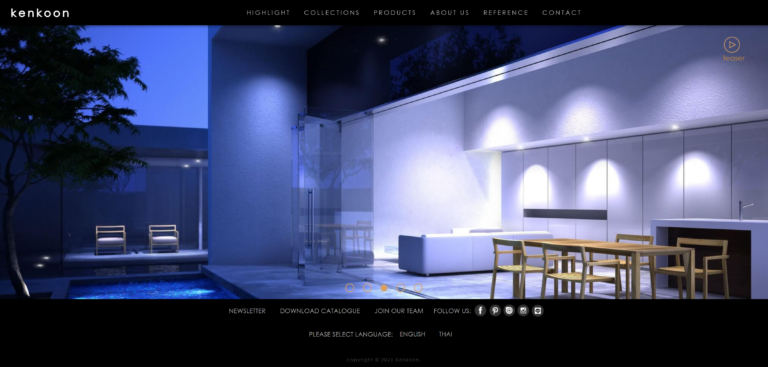 kenkoon
HIGHLIGHT COLLECTIONS PRODUCTS ABOUT US REFERENCE CONTACT
teaser
NEWSLETTER DOWNLOAD CATALOGUE JOIN OUR TEAM FOLLOW US:
PLEASE SELECT LANGUAGE: ENGLISH THAI